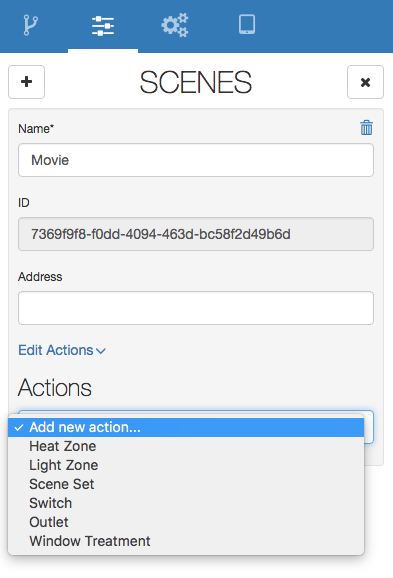 SCENES
Name*
Movie
ID
7369f9f8-f0dd-4094-463d-bc58f2d49b6d
Address
Edit Actions
Actions
Add new action...
Heat Zone
Light Zone
Scene Set
Switch
Outlet
Window Treatment